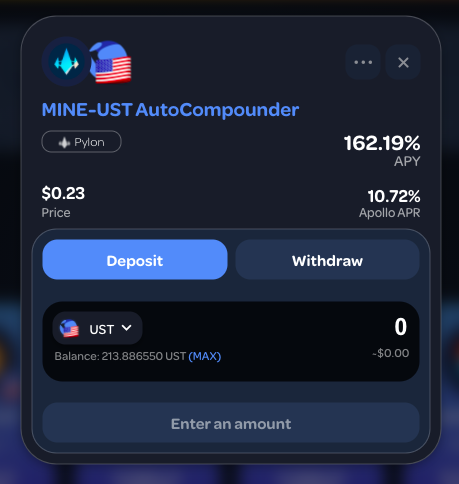 MINE-UST AutoCompounder
Pylon
162.19%
APY
$0.23
Price
10.72%
Apollo APR
Deposit
Withdraw
UST
0
Balance: 213.886550 UST (MAX)
~$0.00
Enter an amount